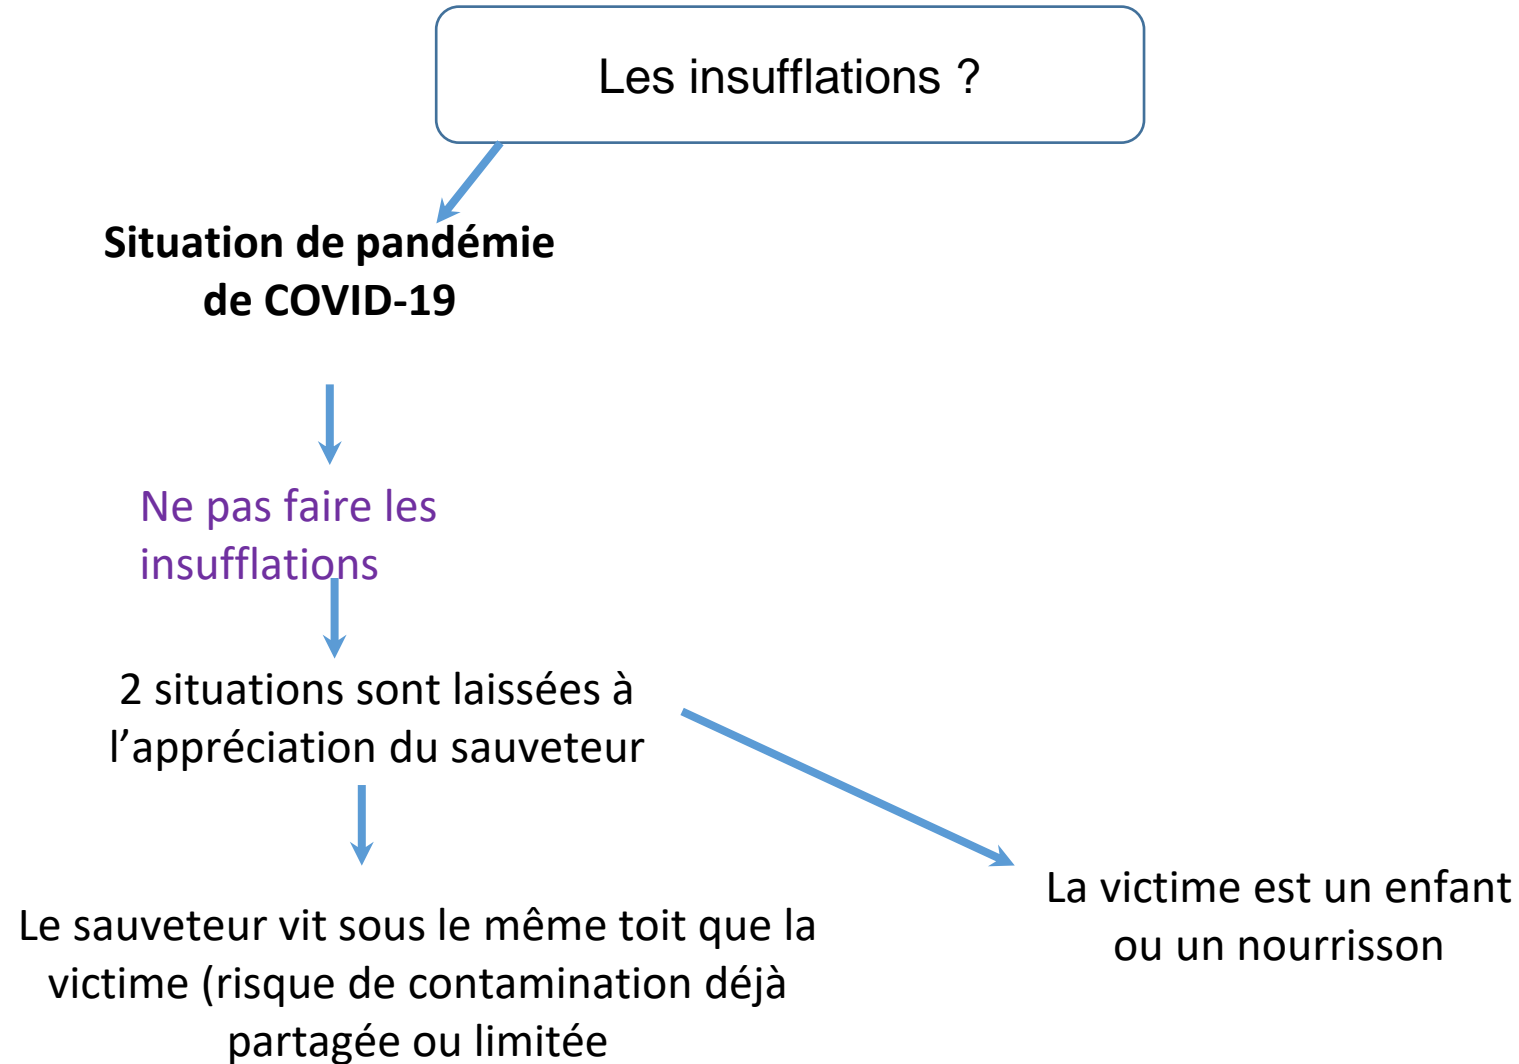 Les insufflations ?
Situation de pandémie
de COVID-19
Ne pas faire les
insufflations
2 situations sont laissées à
l’appréciation du sauveteur
Le sauveteur vit sous le même toit que la
victime (risque de contamination déjà
partagée ou limitée
La victime est un enfant
ou un nourrisson